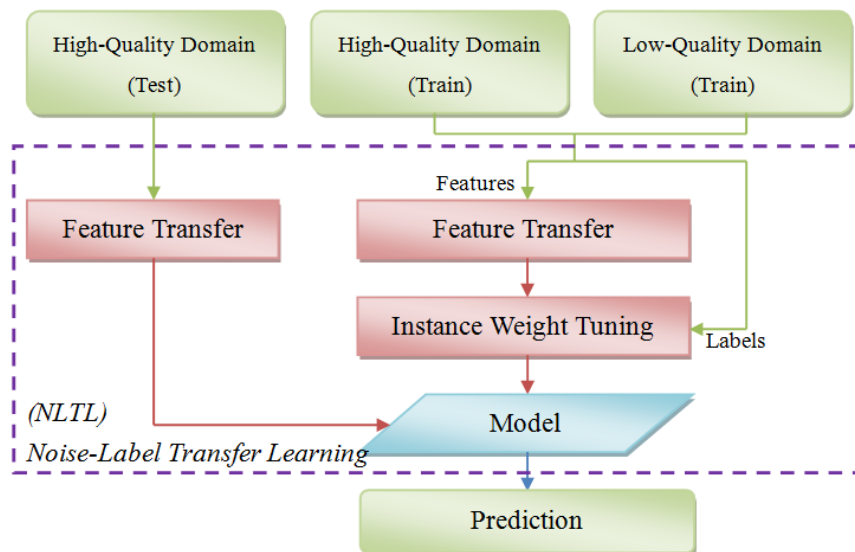 High-Quality Domain
(Test)
High-Quality Domain
(Train)
Low-Quality Domain
(Train)
Features
Feature Transfer
Feature Transfer
Instance Weight Tuning
Labels
(NLTL)
Noise-Label Transfer Learning
Model
Prediction